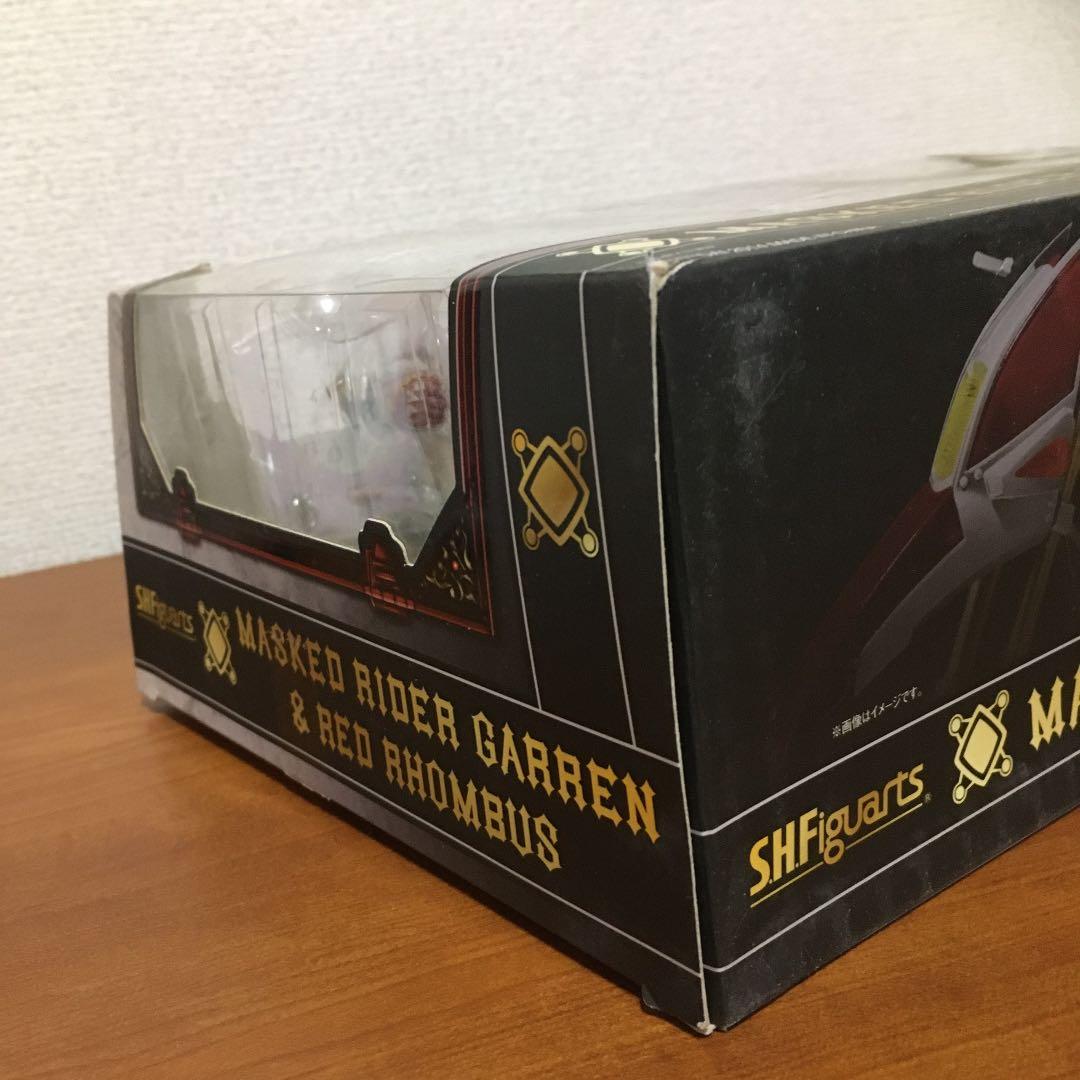 S.H.Figuarts
MASKED RIDER GARREN
& RED RHOMBUS
※画像はイメージです。
S.H.Figuarts®
MA